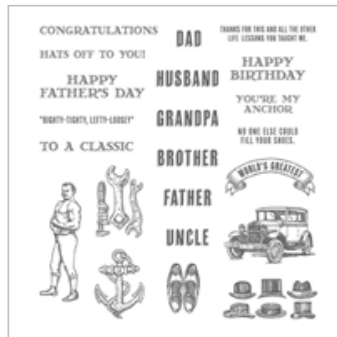 CONGRATULATIONS
HATS OFF TO YOU!
HAPPY
FATHER'S DAY
"RIGHTY-TIGHTY, LEFTY-LOOSEY"
TO A CLASSIC
DAD
HUSBAND
GRANDPA
BROTHER
FATHER
UNCLE
THANKS FOR THIS AND ALL THE OTHER
LIFE LESSONS YOU TAUGHT ME.
HAPPY
BIRTHDAY
YOU'RE MY
ANCHOR
NO ONE ELSE COULD
FILL YOUR SHOES.
WORLD'S GREATEST